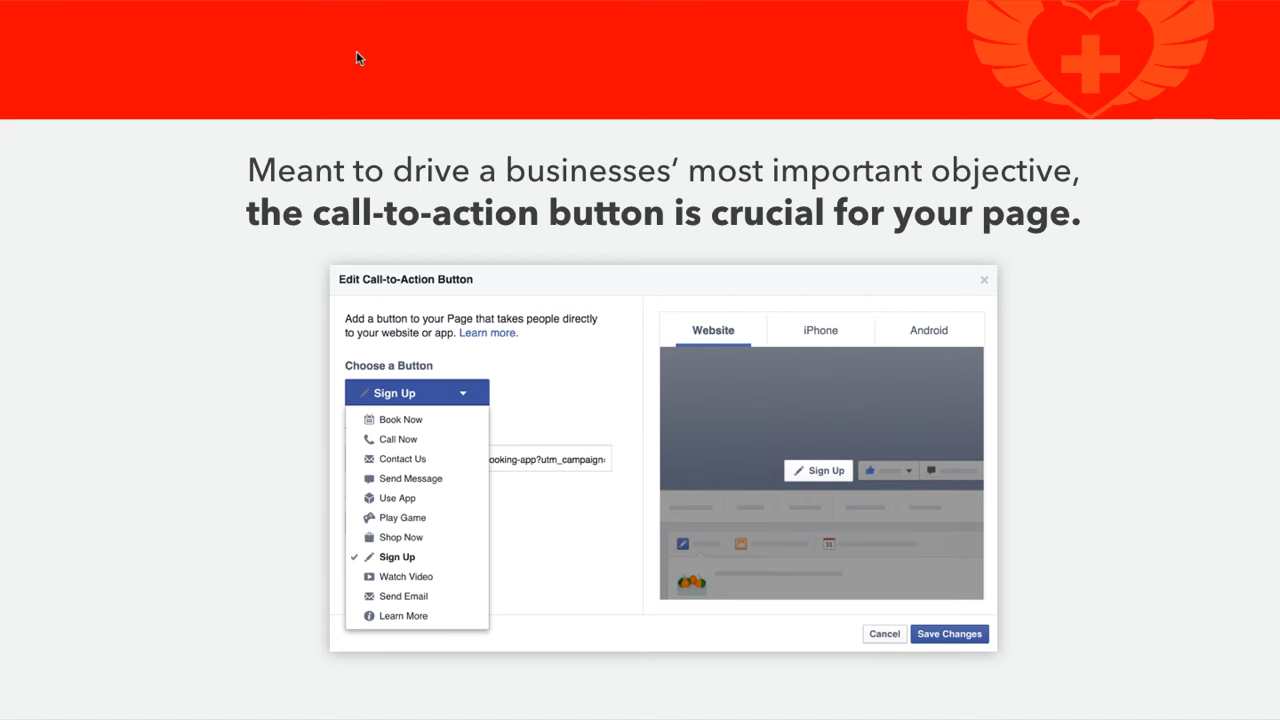 Meant to drive a businesses’ most important objective,
the call-to-action button is crucial for your page.
Edit Call-to-Action Button
Add a button to your Page that takes people directly
to your website or app. Learn more.
Choose a Button
Sign Up
Book Now
Call Now
Contact Us
ooking-app?utm_campaign
Send Message
Use App
Play Game
Shop Now
Sign Up
Watch Video
Send Email
Learn More
Website iPhone Android
Sign Up
31
Cancel Save Changes